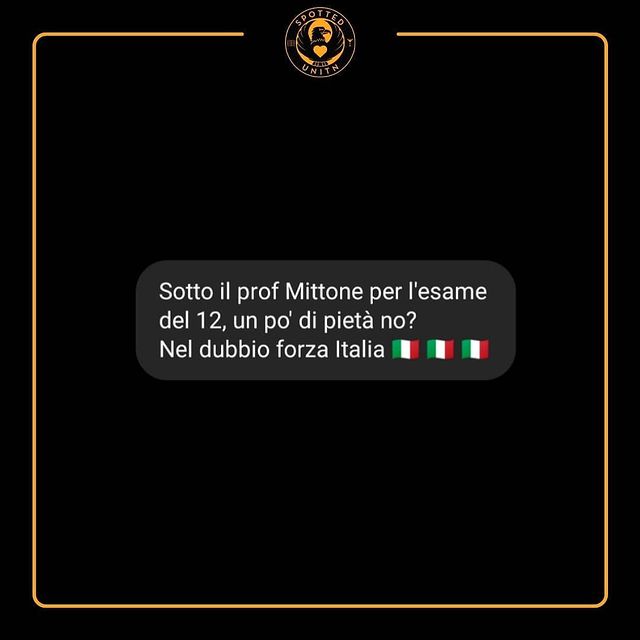 SPOTTED
UNITN
Sotto il prof Mittone per l'esame
del 12, un po' di pietà no?
Nel dubbio forza Italia 🇮🇹 🇮🇹 🇮🇹